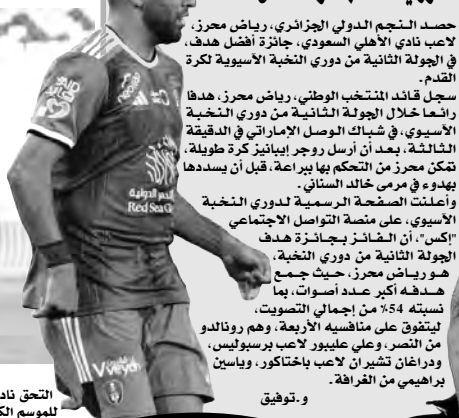 حصد النجم الدولي الجزائري، رياض محرز،
لاعب نادي الأهلي السعودي، جائزة أفضل هدف،
في الجولة الثانية من دوري النخبة الآسيوية لكرة
القدم.
سجل قائد المنتخب الوطني، رياض محرز، هدفا
رائعا خلال الجولة الثانية من دوري النخبة
الآسيوي، في شباك الوصل الإماراتي في الدقيقة
الثالثة، بعد أن أرسل روجر إيبانيز كرة طويلة،
تمكن محرز من التحكم بها ببراعة، قبل أن يسددها
بهدوء في مرمى خالد السناني.
وأعلنت الصفحة الرسمية لدوري النخبة
الآسيوي، على منصة التواصل الاجتماعي
"إكس"، أن الفائز بجائزة هدف
الجولة الثانية من دوري النخبة،
هو رياض محرز، حيث جمع
هدفه أكبر عدد أصوات، بما
نسبته 54٪ من إجمالي التصويت،
ليتفوق على منافسيه الأربعة، وهم رونالدو
من النصر، وعلي عليبور لاعب برسبوليس،
ودراغان تشيران لاعب باختاكور، وياسين
براهيمي من الغرافة.
و.توفيق
البحر الدولية
Red Sea
التحق ناد
للموسم الك